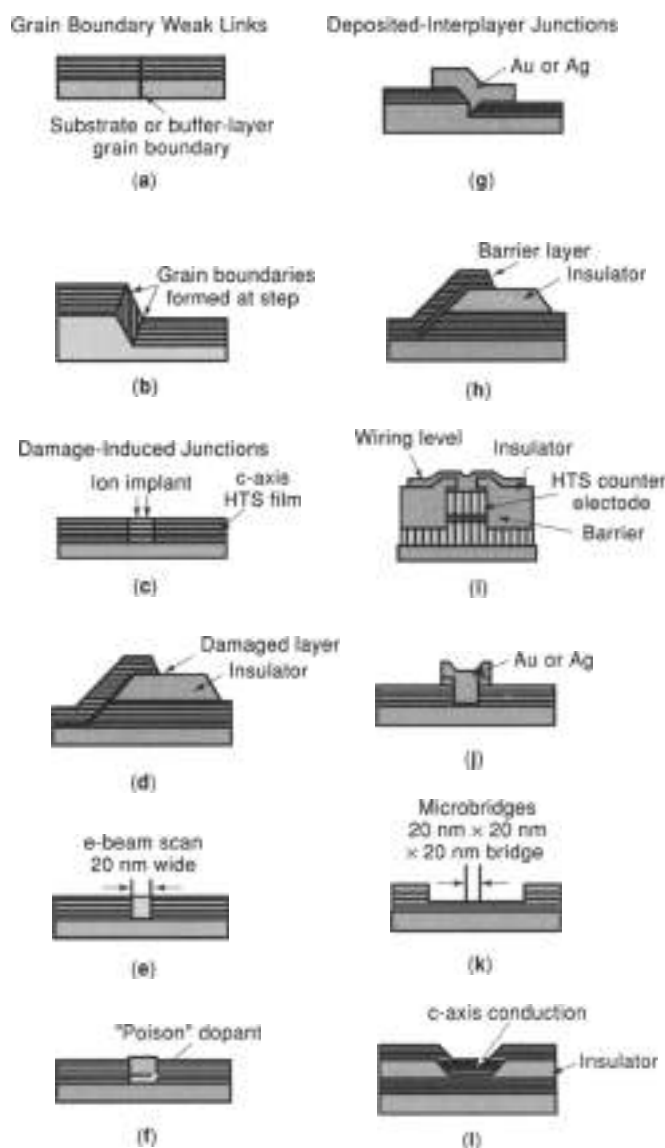 Grain Boundary Weak Links
Substrate or buffer-layer
grain boundary
(a)
Grain boundaries
formed at step
(b)
Damage-Induced Junctions
Ion implant
c-axis
HTS film
(c)
Damaged layer
Insulator
(d)
e-beam scan
20 nm wide
(e)
"Poison" dopant
(f)
Deposited-Interplayer Junctions
Au or Ag
(g)
Barrier layer
Insulator
(h)
Wiring level
Insulator
HTS counter
electode
Barrier
(i)
Au or Ag
(j)
Microbridges
20 nm × 20 nm
× 20 nm bridge
(k)
c-axis conduction
Insulator
(l)